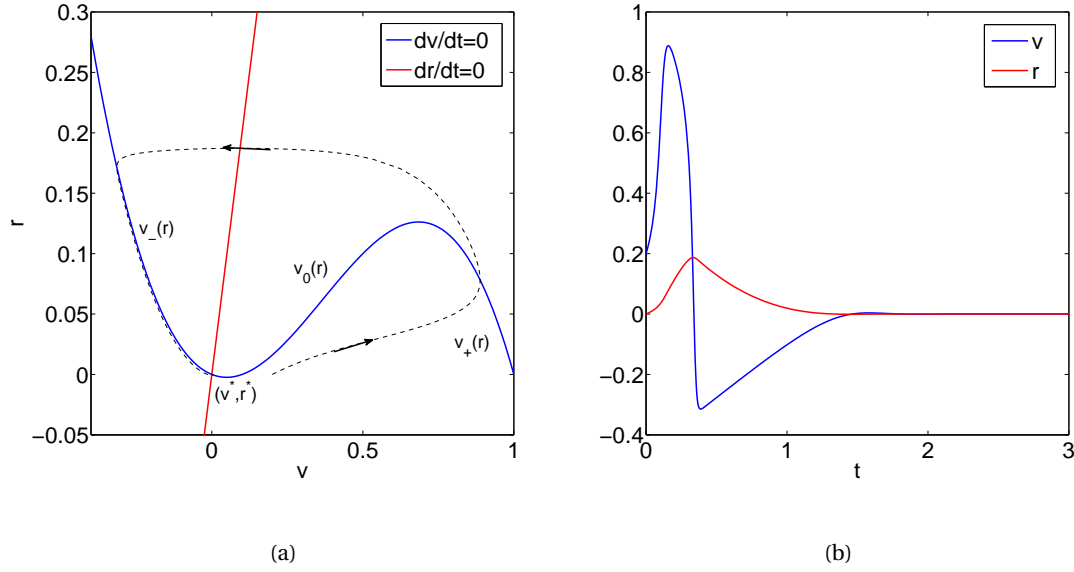 0.3
0.25
0.2
0.15
0.1
0.05
0
−0.05
r
0
0.5
1
v
dv/dt=0
dr/dt=0
v_(r)
v0(r)
v+(r)
(v*,r*)
(a)
1
0.8
0.6
0.4
0.2
0
−0.2
−0.4
0
1
2
3
t
v
r
(b)